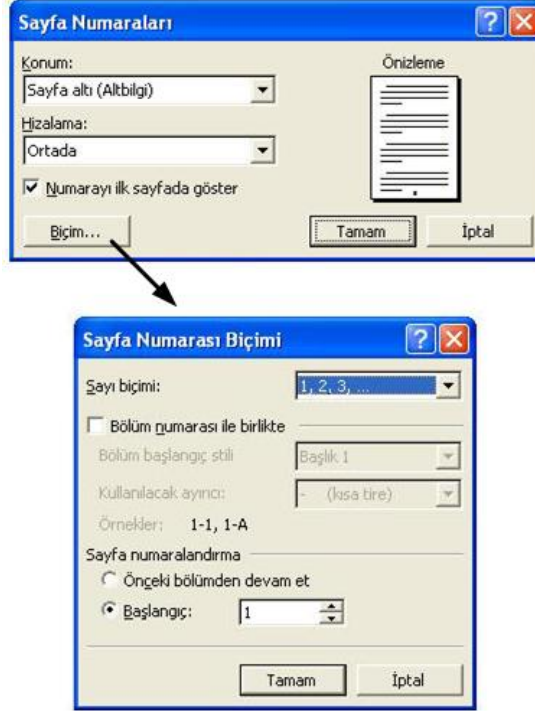 Sayfa Numaraları
Konum:
Önizleme
Sayfa altı (Altbilgi)
Hizalama:
Ortada
Numarayı ilk sayfada göster
Biçim...
Tamam
İptal
Sayfa Numarası Biçimi
Sayı biçimi:
1, 2, 3, ...
Bölüm numarası ile birlikte
Bölüm başlangıç stili
Başlık 1
Kullanılacak ayırıcı:
- (kısa tire)
Örnekler: 1-1, 1-A
Sayfa numaralandırma
Önceki bölümden devam et
Başlangıç:
1
Tamam
İptal